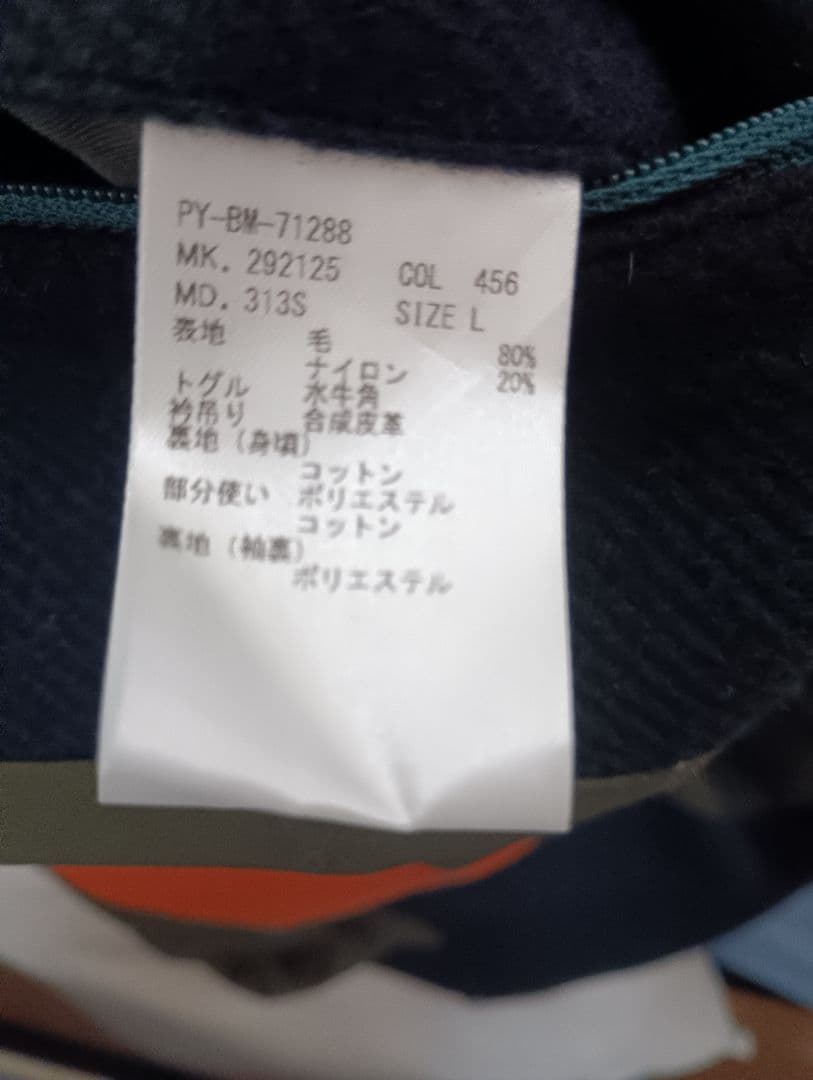 PY-BM-71288
MK. 292125 COL 456
MD. 313S SIZE L
表地 毛 80%
ナイロン 20%
トグル 水牛角
衿吊り 合成皮革
裏地(身頃)
コットン
部分使い ポリエステル
コットン
裏地(袖裏)
ポリエステル